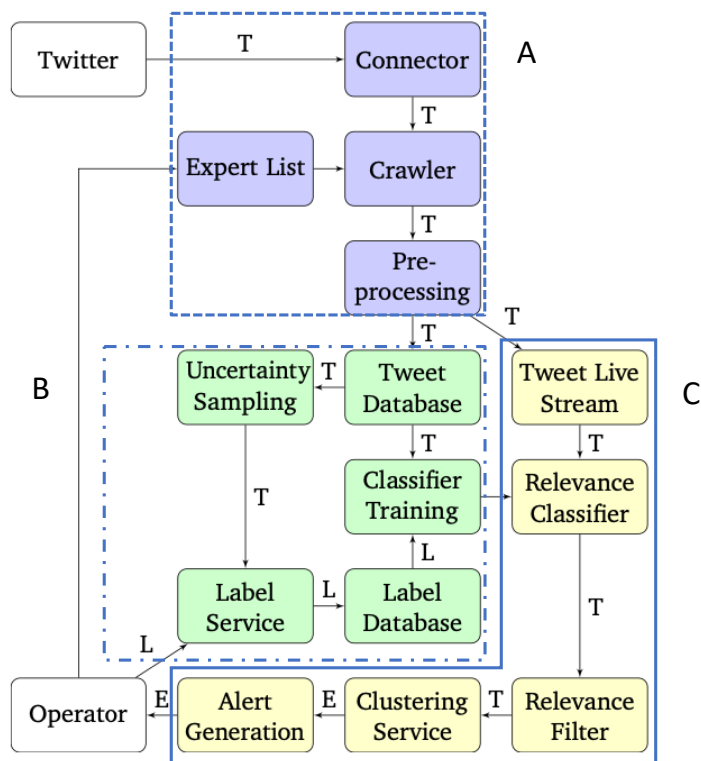 Twitter
T
Connector
A
T
Expert List
Crawler
T
Pre-
processing
T
T
B
Uncertainty
Sampling
T
Tweet
Database
Tweet Live
Stream
C
T
T
T
Classifier
Training
Relevance
Classifier
L
T
Label
Service
L
Label
Database
L
Operator
E
Alert
Generation
E
Clustering
Service
T
Relevance
Filter